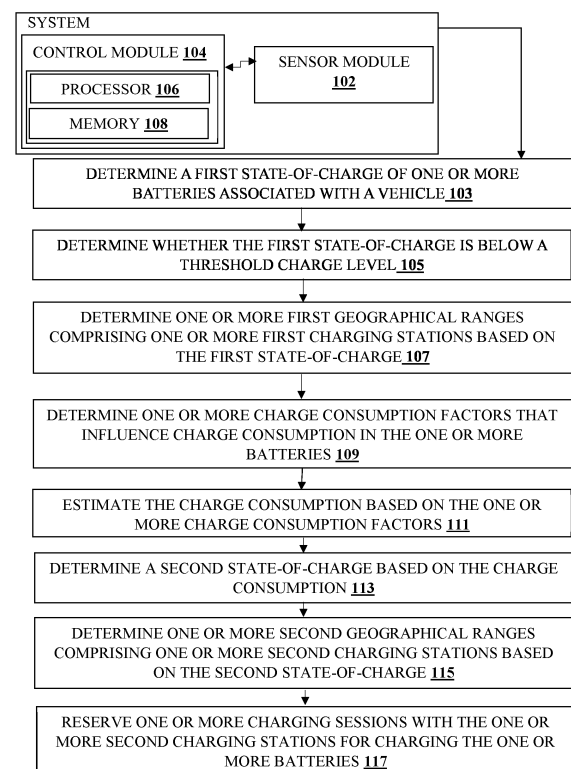 SYSTEM
CONTROL MODULE 104
PROCESSOR 106
MEMORY 108
SENSOR MODULE
102
DETERMINE A FIRST STATE-OF-CHARGE OF ONE OR MORE
BATTERIES ASSOCIATED WITH A VEHICLE 103
DETERMINE WHETHER THE FIRST STATE-OF-CHARGE IS BELOW A
THRESHOLD CHARGE LEVEL 105
DETERMINE ONE OR MORE FIRST GEOGRAPHICAL RANGES
COMPRISING ONE OR MORE FIRST CHARGING STATIONS BASED ON
THE FIRST STATE-OF-CHARGE 107
DETERMINE ONE OR MORE CHARGE CONSUMPTION FACTORS THAT
INFLUENCE CHARGE CONSUMPTION IN THE ONE OR MORE
BATTERIES 109
ESTIMATE THE CHARGE CONSUMPTION BASED ON THE ONE OR
MORE CHARGE CONSUMPTION FACTORS 111
DETERMINE A SECOND STATE-OF-CHARGE BASED ON THE CHARGE
CONSUMPTION 113
DETERMINE ONE OR MORE SECOND GEOGRAPHICAL RANGES
COMPRISING ONE OR MORE SECOND CHARGING STATIONS BASED
ON THE SECOND STATE-OF-CHARGE 115
RESERVE ONE OR MORE CHARGING SESSIONS WITH THE ONE OR
MORE SECOND CHARGING STATIONS FOR CHARGING THE ONE OR
MORE BATTERIES 117